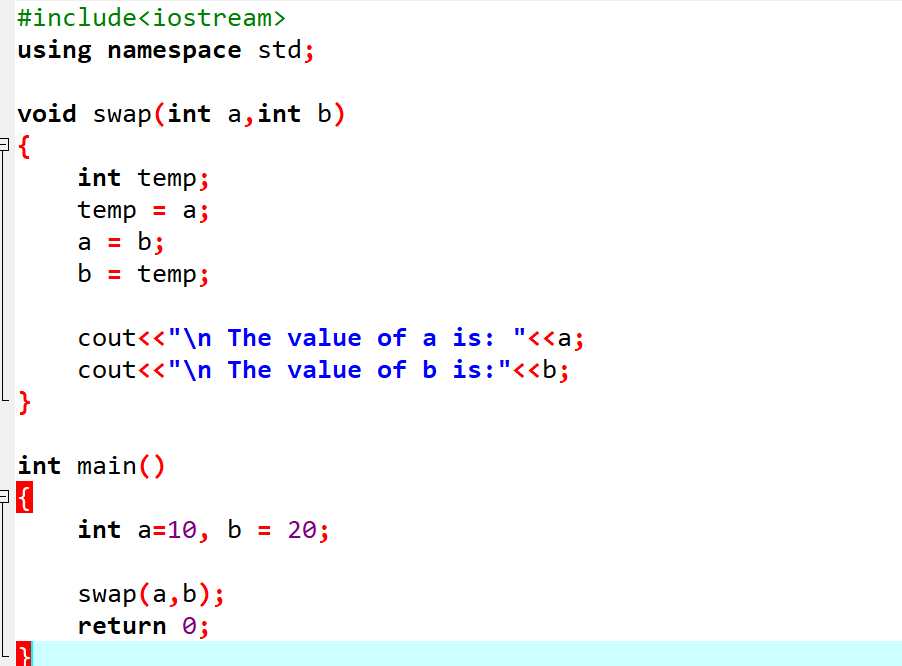 #include<iostream>
using namespace std;
void swap(int a,int b)
{
int temp;
temp = a;
a = b;
b = temp;
cout<<"\n The value of a is: "<<a;
cout<<"\n The value of b is:"<<b;
}
int main()
{
int a=10, b = 20;
swap(a,b);
return 0;
}